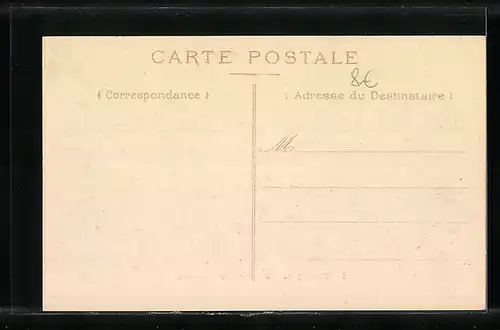 CARTE POSTALE
8€
(Correspondance)
(Adresse du Destinataire)
M